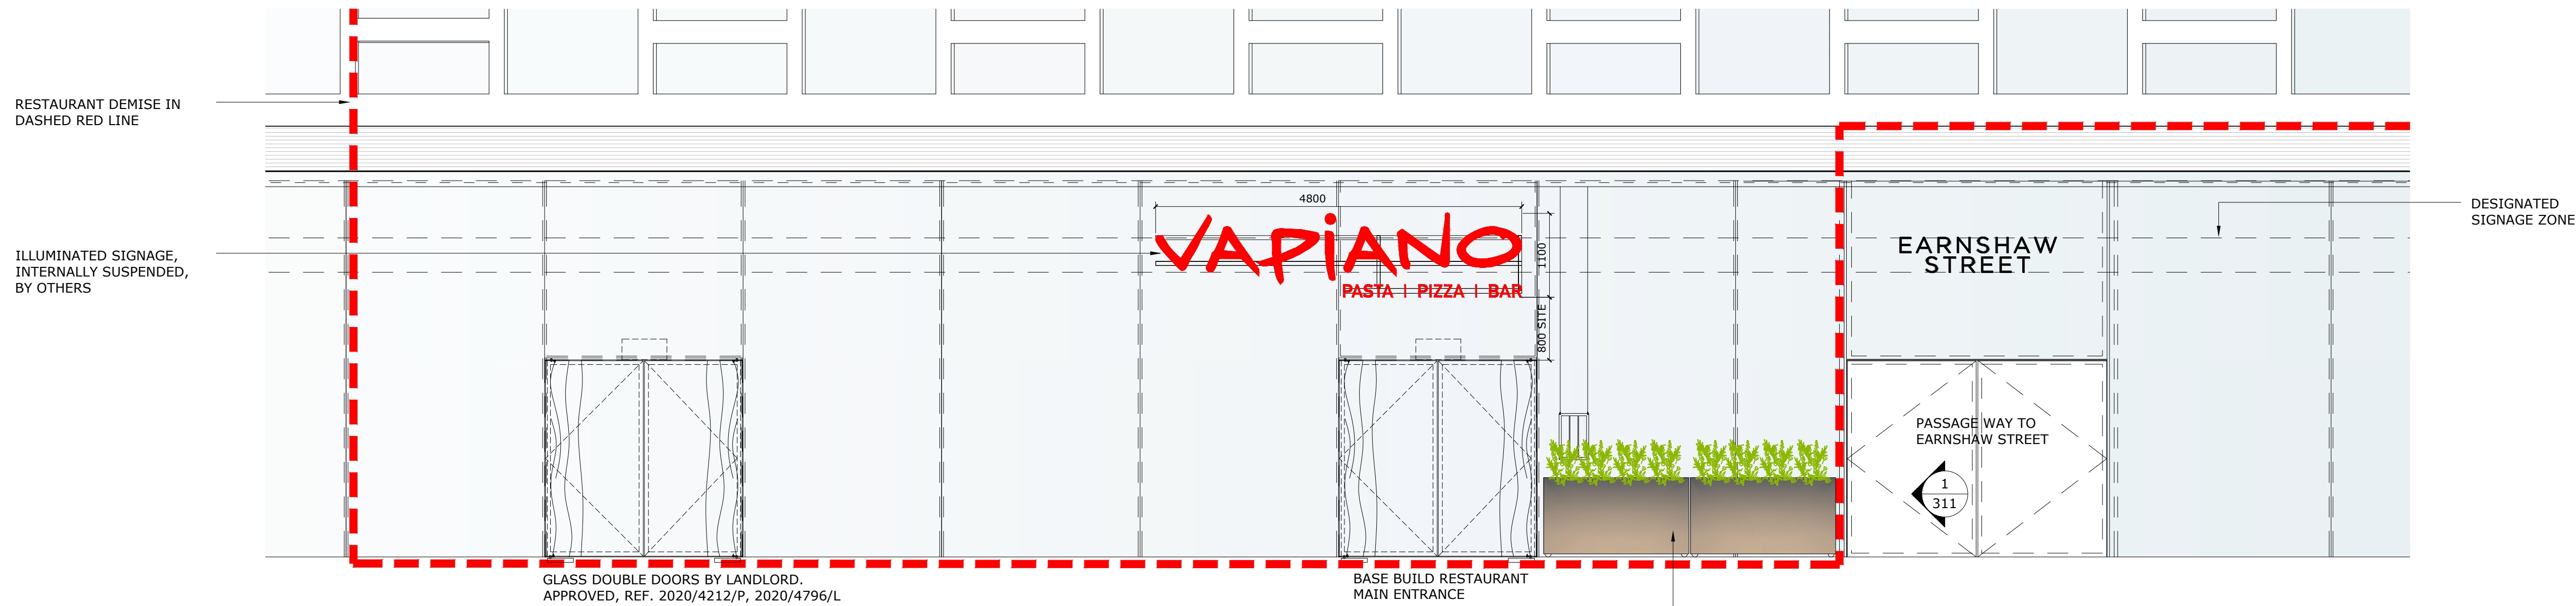 RESTAURANT DEMISE IN
DASHED RED LINE
DESIGNATED
SIGNAGE ZONE
4800
VAPiANO
PASTA | PIZZA | BAR
1100
800 SITE
EARNSHAW
STREET
ILLUMINATED SIGNAGE,
INTERNALLY SUSPENDED,
BY OTHERS
PASSAGE WAY TO
EARNSHAW STREET
1
311
GLASS DOUBLE DOORS BY LANDLORD.
APPROVED, REF. 2020/4212/P, 2020/4796/L
BASE BUILD RESTAURANT
MAIN ENTRANCE